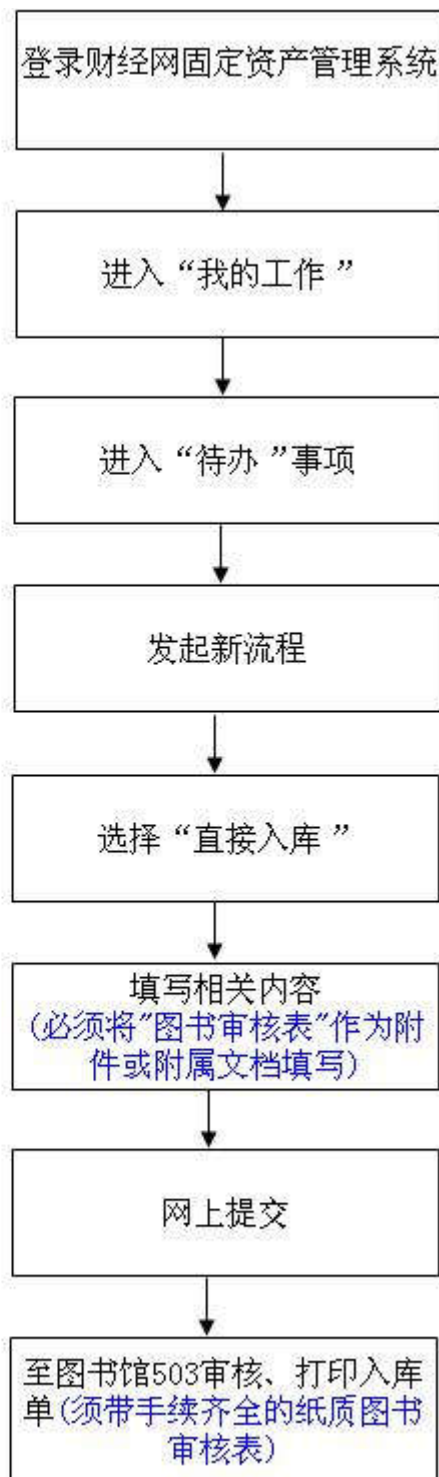 登录财经网固定资产管理系统
进入“我的工作”
进入“待办”事项
发起新流程
选择“直接入库”
填写相关内容
(必须将"图书审核表"作为附
件或附属文档填写)
网上提交
至图书馆503审核、打印入库
单(须带手续齐全的纸质图书
审核表)